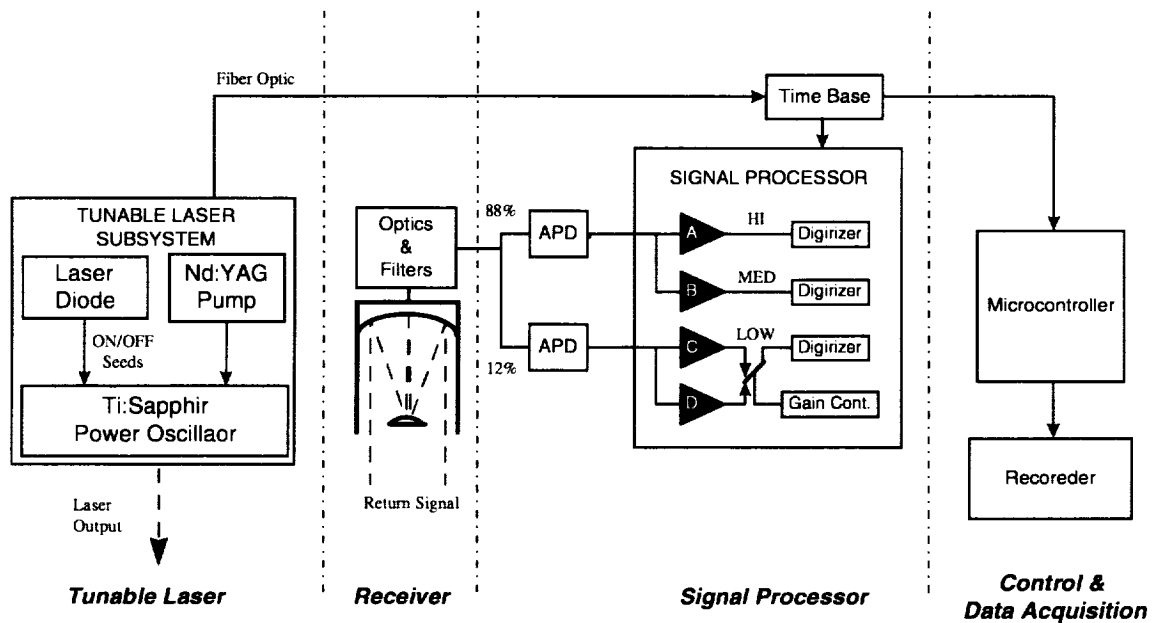 Fiber Optic
Time Base
TUNABLE LASER
SUBSYSTEM
Laser
Diode
Nd:YAG
Pump
ON/OFF
Seeds
Ti:Sapphir
Power Oscillaor
Laser
Output
Tunable Laser
Optics
&
Filters
Return Signal
Receiver
88%
APD
12%
APD
SIGNAL PROCESSOR
A
HI
Digirizer
B
MED
Digirizer
C
LOW
Digirizer
D
Gain Cont.
Signal Processor
Microcontroller
Recoreder
Control &
Data Acquisition